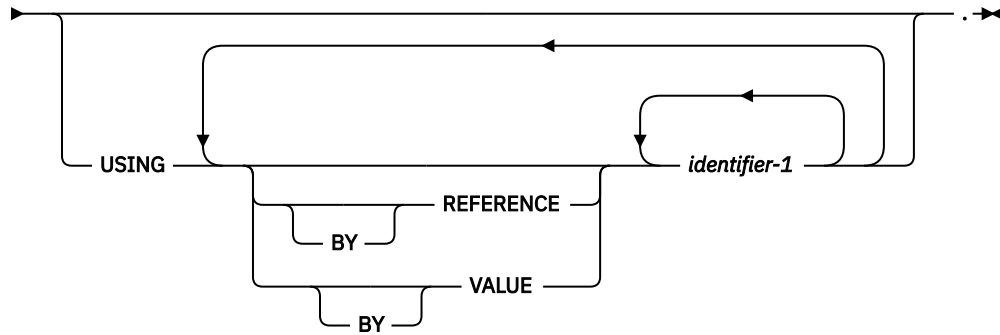 .
USING
identifier-1
REFERENCE
BY
VALUE
BY